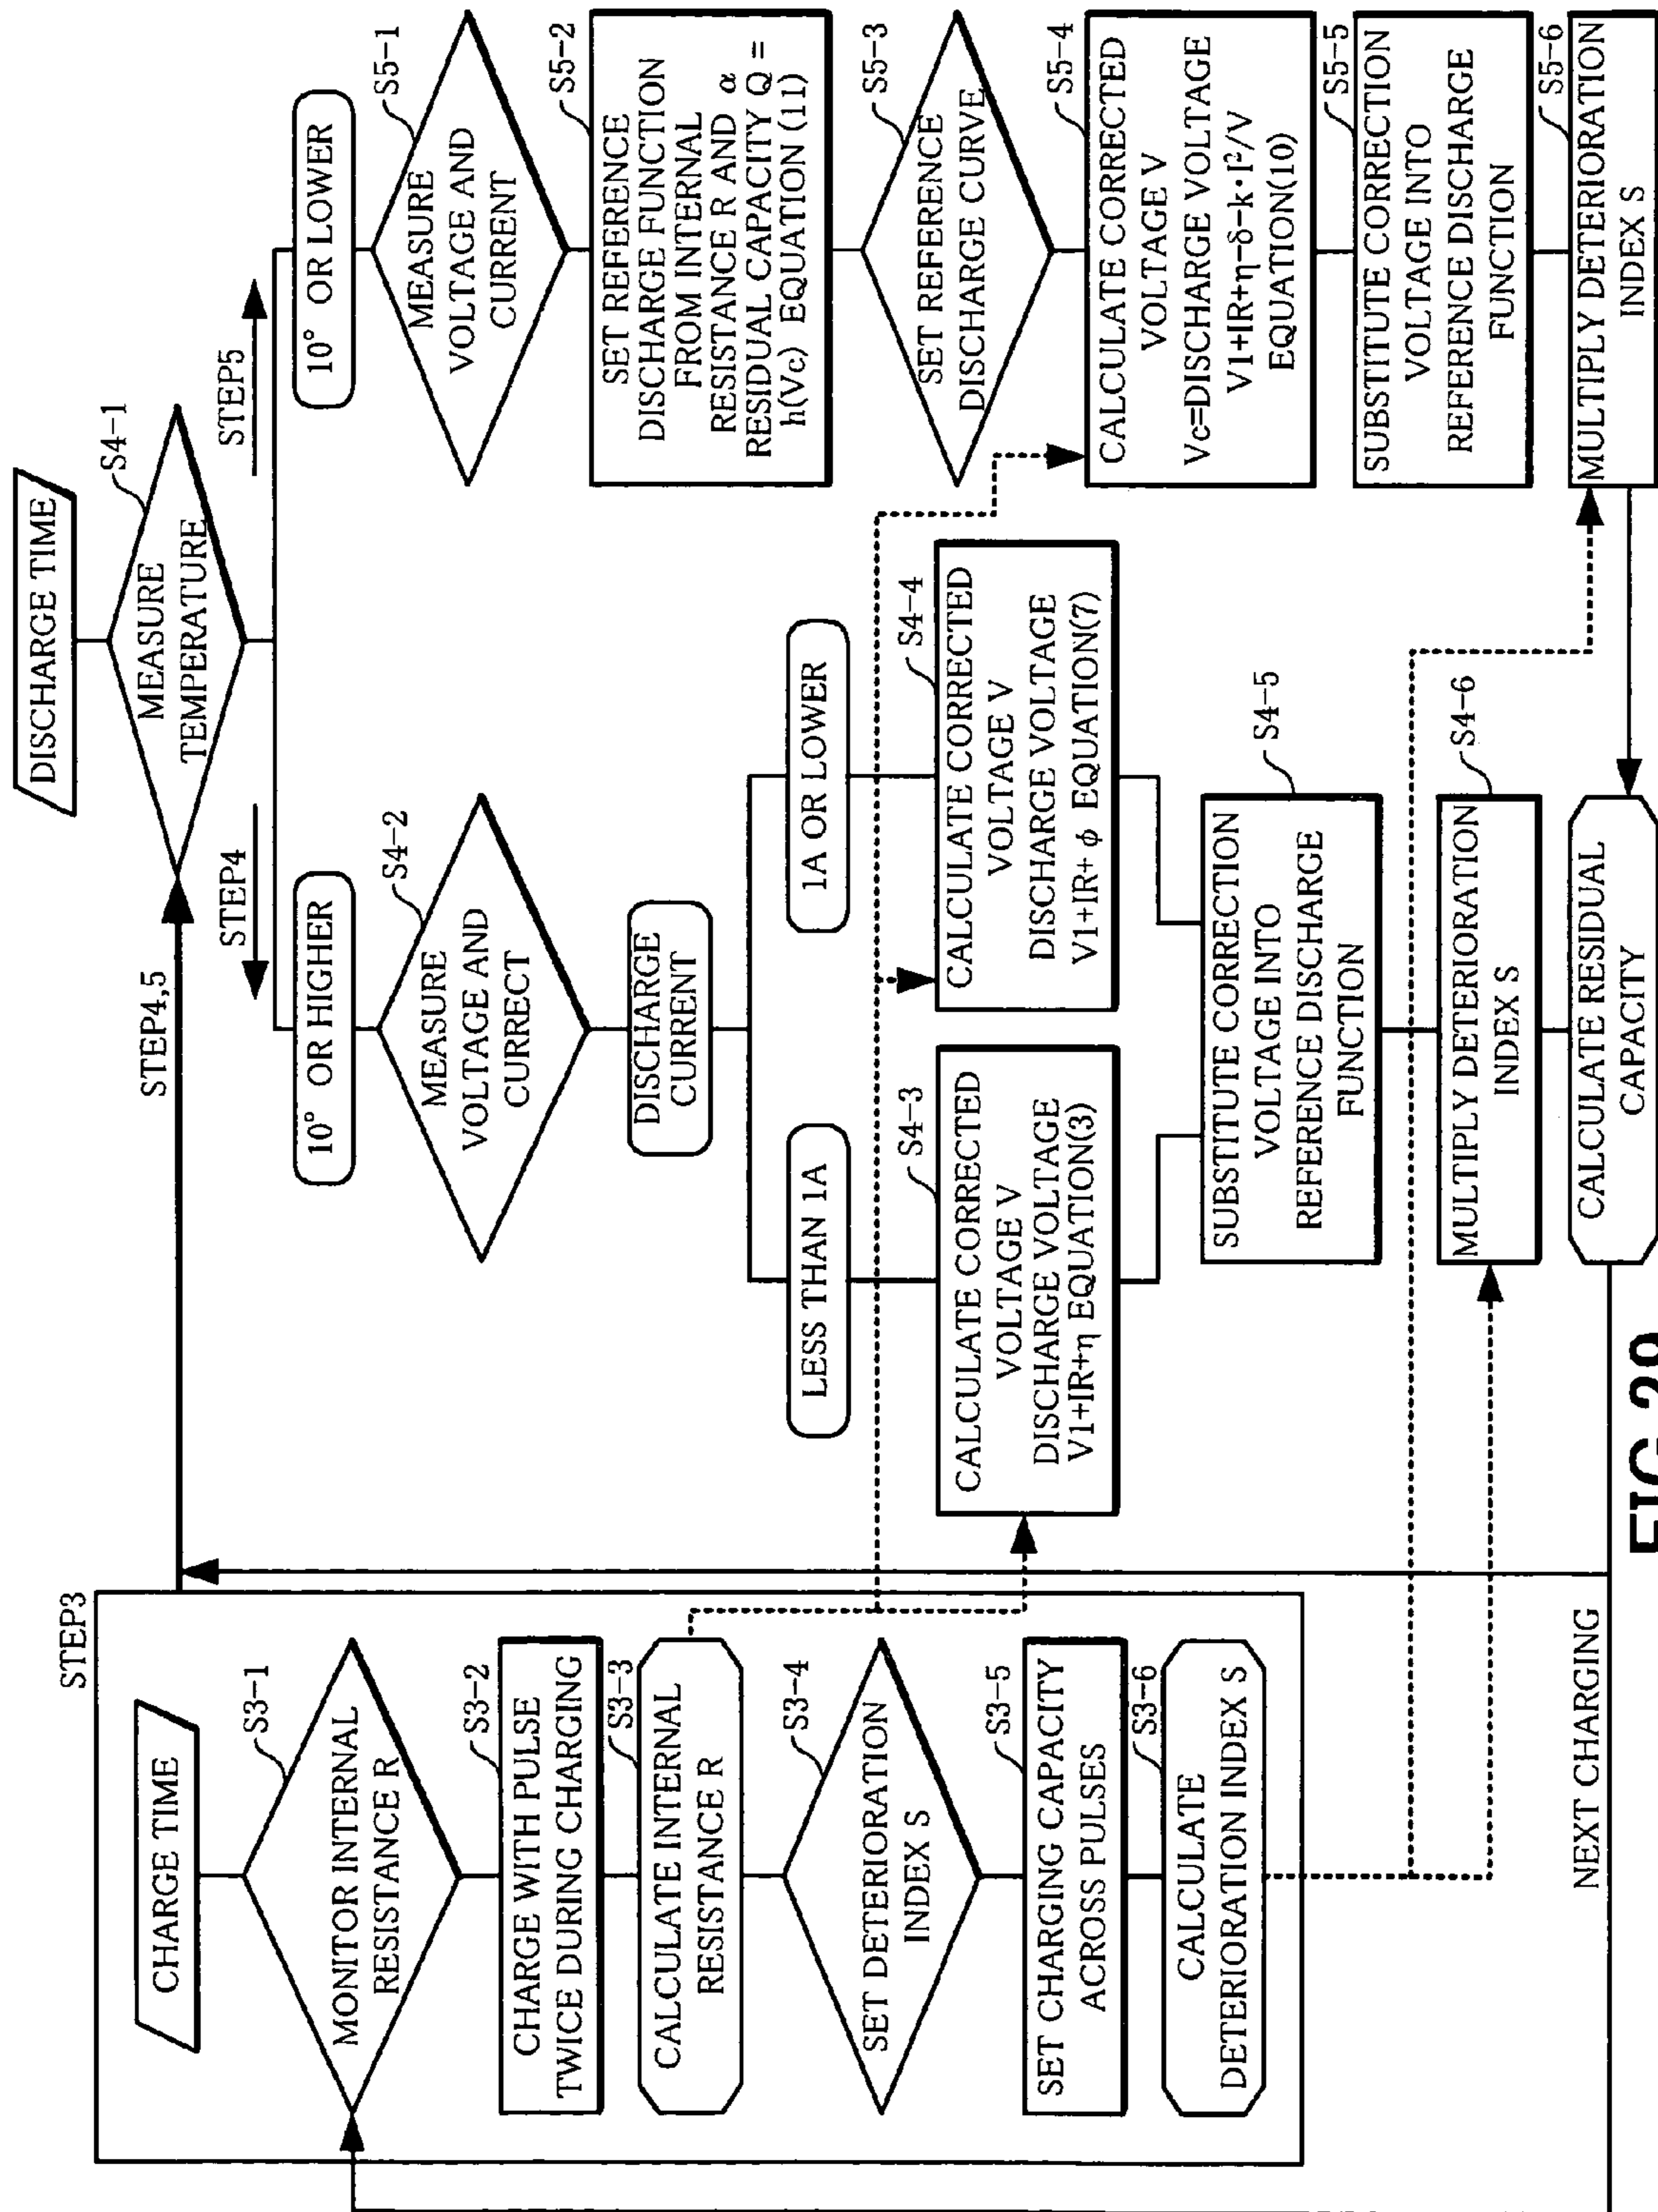 STEP3
CHARGE TIME
S3-1
MONITOR INTERNAL
RESISTANCE R
S3-2
CHARGE WITH PULSE
TWICE DURING CHARGING
S3-3
CALCULATE INTERNAL
RESISTANCE R
S3-4
SET DETERIORATION
INDEX S
S3-5
SET CHARGING CAPACITY
ACROSS PULSES
S3-6
CALCULATE
DETERIORATION INDEX S
NEXT CHARGING
STEP4,5
DISCHARGE TIME
S4-1
MEASURE
TEMPERATURE
STEP4
STEP5
10° OR HIGHER
S4-2
MEASURE
VOLTAGE AND
CURRECT
DISCHARGE
CURRENT
LESS THAN 1A
1A OR LOWER
S4-3
CALCULATE CORRECTED
VOLTAGE V
DISCHARGE VOLTAGE
V1+IR+η EQUATION(3)
S4-4
CALCULATE CORRECTED
VOLTAGE V
DISCHARGE VOLTAGE
V1+IR+ ϕ EQUATION(7)
S4-5
SUBSTITUTE CORRECTION
VOLTAGE INTO
REFERENCE DISCHARGE
FUNCTION
S4-6
MULTIPLY DETERIORATION
INDEX S
CALCULATE RESIDUAL
CAPACITY
10° OR LOWER
S5-1
MEASURE
VOLTAGE AND
CURRENT
S5-2
SET REFERENCE
DISCHARGE FUNCTION
FROM INTERNAL
RESISTANCE R AND α
RESIDUAL CAPACITY Q =
h(Vc) EQUATION (11)
S5-3
SET REFERENCE
DISCHARGE CURVE
S5-4
CALCULATE CORRECTED
VOLTAGE V
Vc=DISCHARGE VOLTAGE
V1+IR+η-δ-k·I²/V
EQUATION(10)
S5-5
SUBSTITUTE CORRECTION
VOLTAGE INTO
REFERENCE DISCHARGE
FUNCTION
S5-6
MULTIPLY DETERIORATION
INDEX S